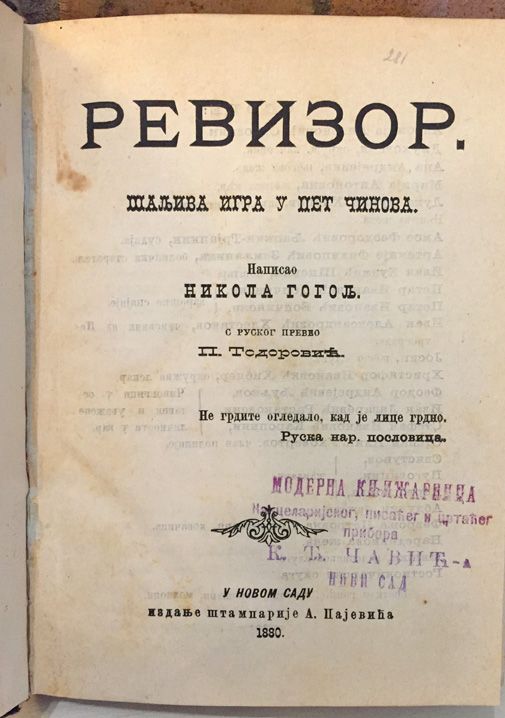 281
РЕВИЗОР.
ШАЉИВА ИГРА У ПЕТ ЧИНОВА.
Написао
НИКОЛА ГОГОЉ.
С РУСКОГ ПРЕВЕО
П. Тодоровић.
Не грдите огледало, кад је лице грдно.
Руска нар. пословица.
МОДЕРНА КЊИЖАРНИЦА
Канцеларијског, писаћег и цртаћег
прибора
К. Ђ. ЧАВИЋ-а
НОВИ САД
У НОВОМ САДУ
издање штампарије А. Пајевића
1880.